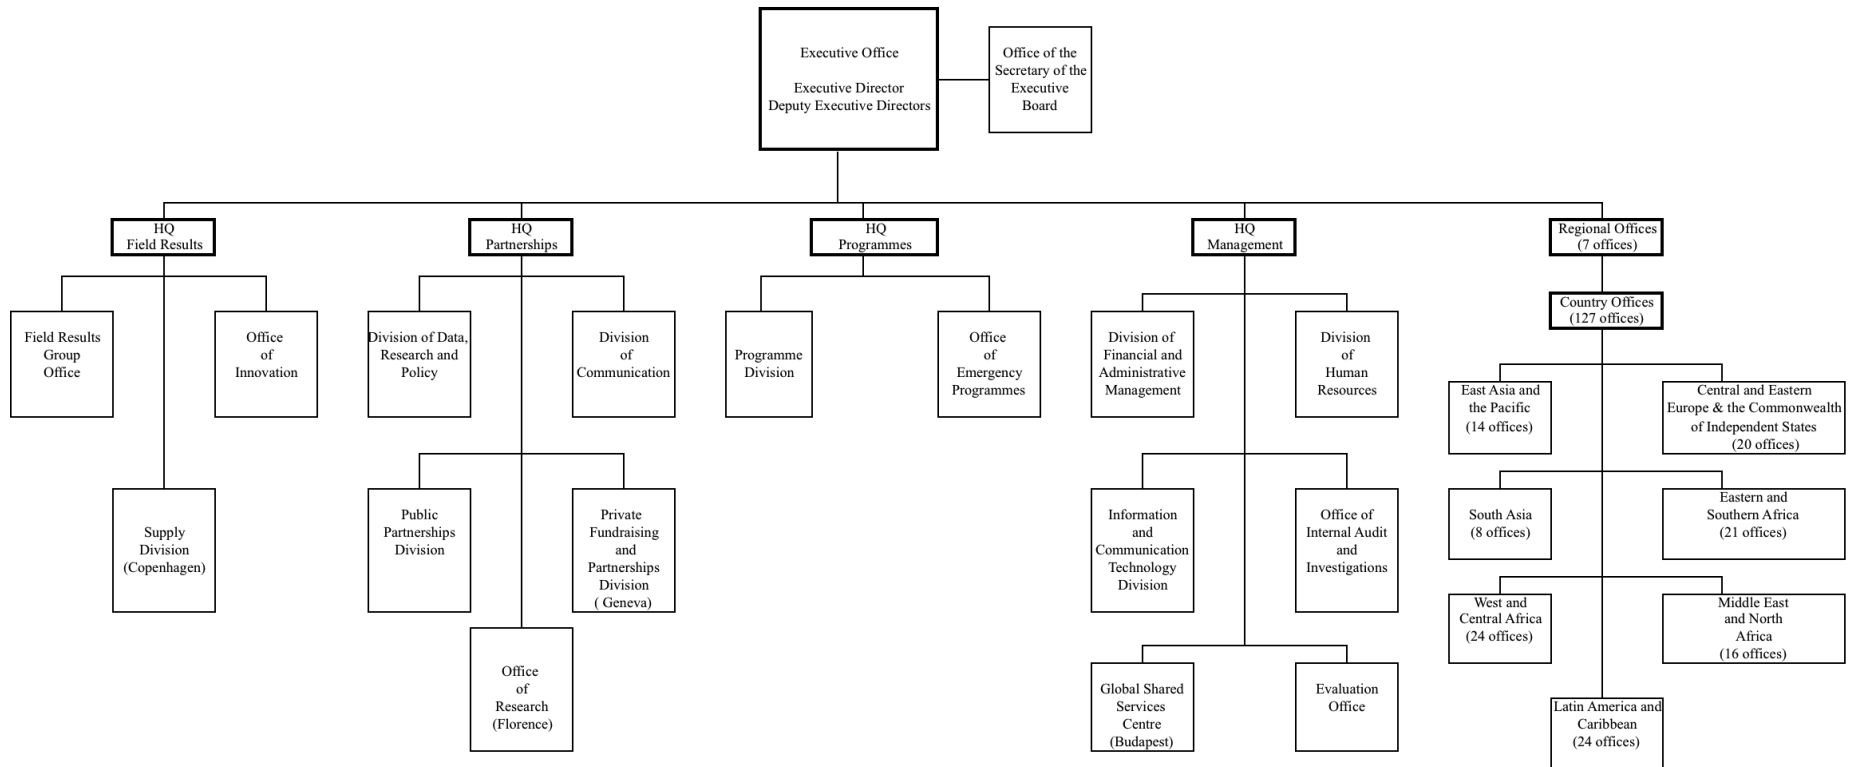 Executive Office
Executive Director
Deputy Executive Directors
Office of the
Secretary of the
Executive
Board
HQ
Field Results
HQ
Partnerships
HQ
Programmes
HQ
Management
Regional Offices
(7 offices)
Country Offices
(127 offices)
Field Results
Group
Office
Office
of
Innovation
Supply
Division
(Copenhagen)
Division of Data,
Research and
Policy
Division
of
Communication
Public
Partnerships
Division
Private
Fundraising
and
Partnerships
Division
( Geneva)
Office
of
Research
(Florence)
Programme
Division
Office
of
Emergency
Programmes
Division of
Financial and
Administrative
Management
Division
of
Human
Resources
Information
and
Communication
Technology
Division
Office of
Internal Audit
and
Investigations
Global Shared
Services
Centre
(Budapest)
Evaluation
Office
East Asia and
the Pacific
(14 offices)
Central and Eastern
Europe & the Commonwealth
of Independent States
(20 offices)
South Asia
(8 offices)
Eastern and
Southern Africa
(21 offices)
West and
Central Africa
(24 offices)
Middle East
and North
Africa
(16 offices)
Latin America and
Caribbean
(24 offices)